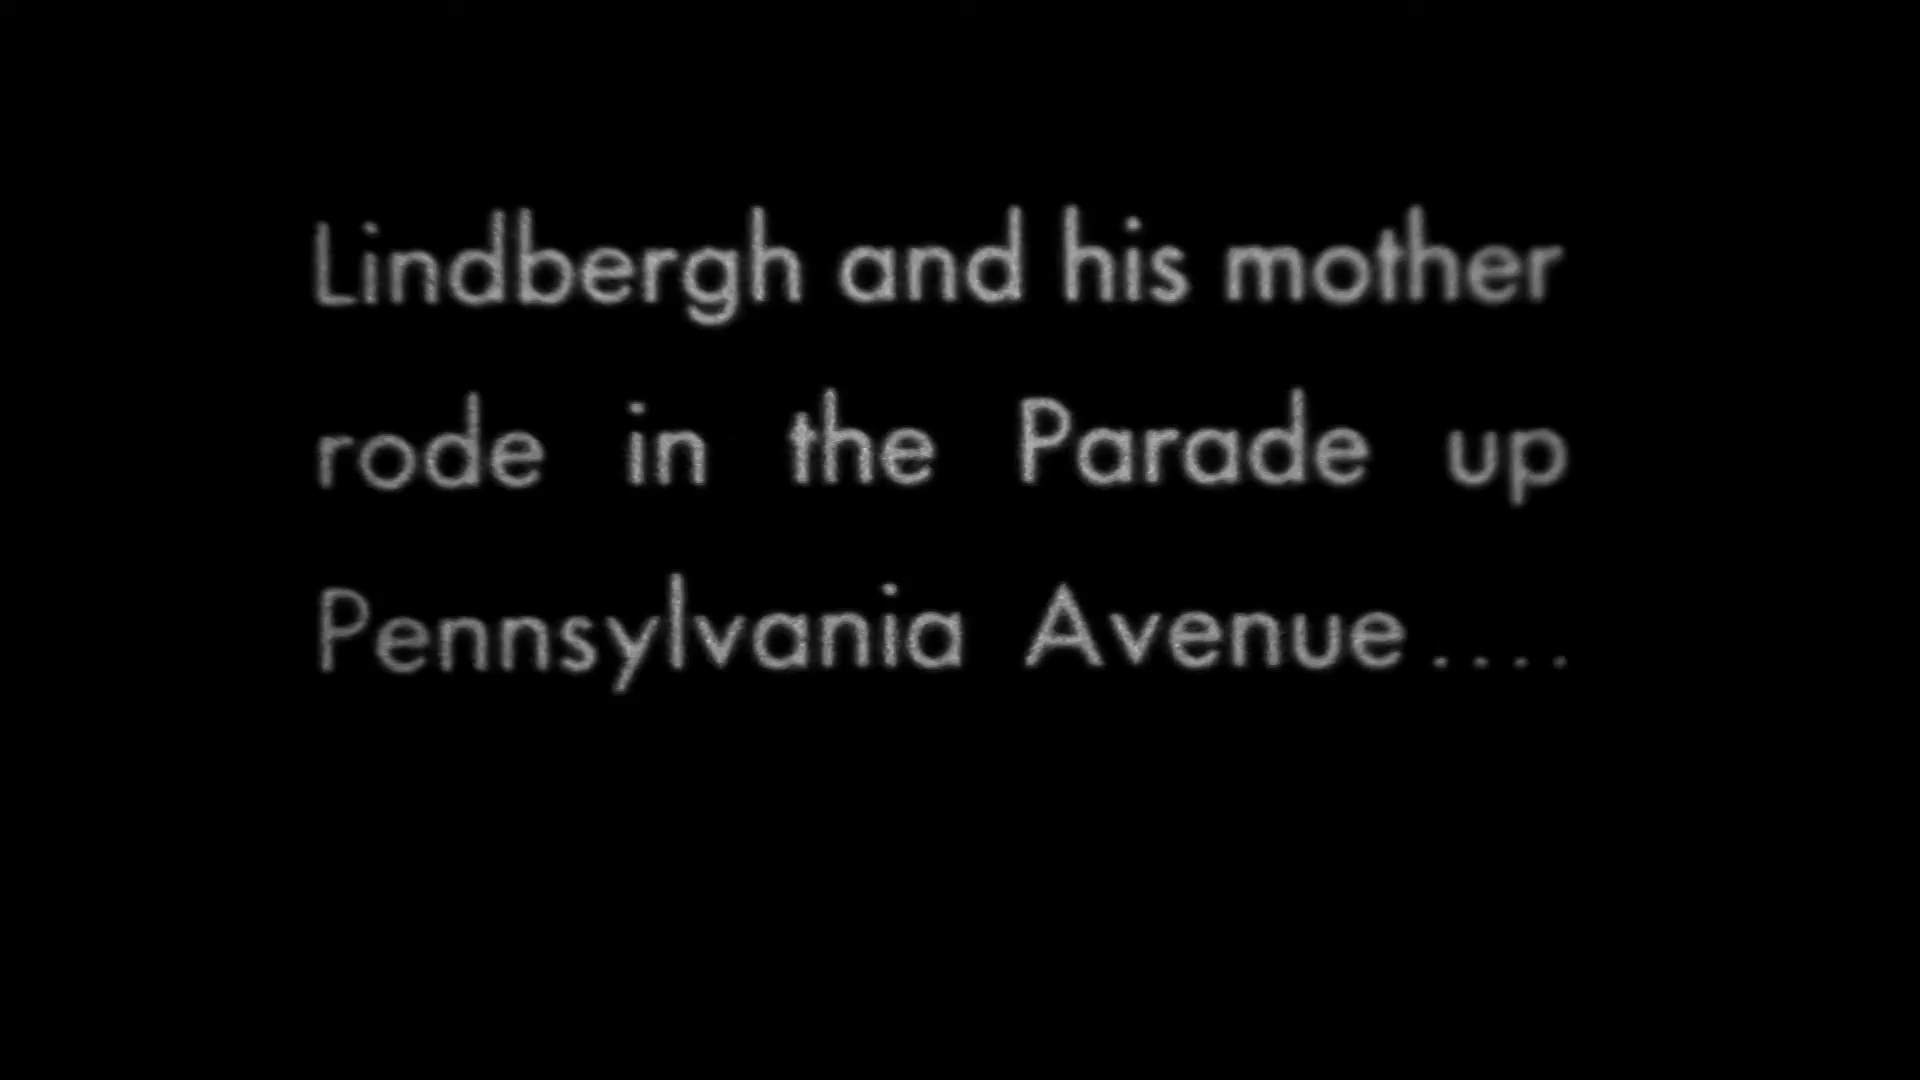 Lindbergh and his mother
rode in the Parade up
Pennsylvania Avenue....